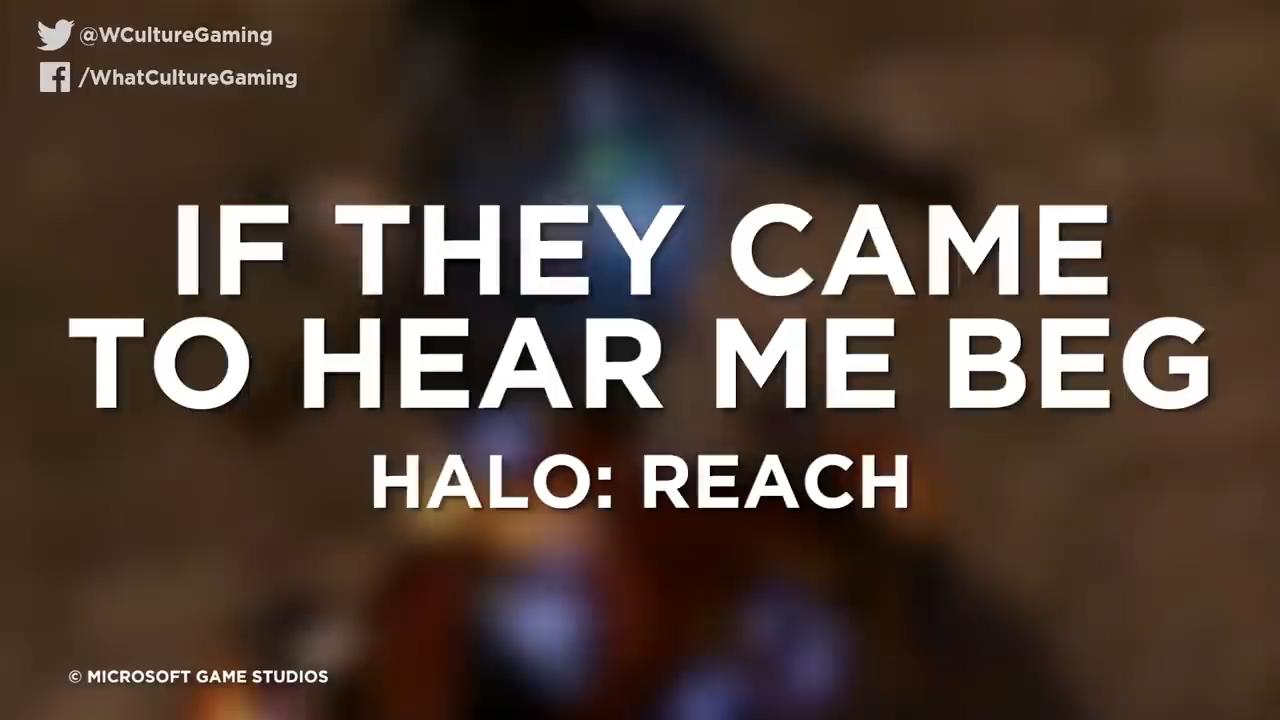 @WCultureGaming
/WhatCultureGaming
IF THEY CAME
TO HEAR ME BEG
HALO: REACH
© MICROSOFT GAME STUDIOS